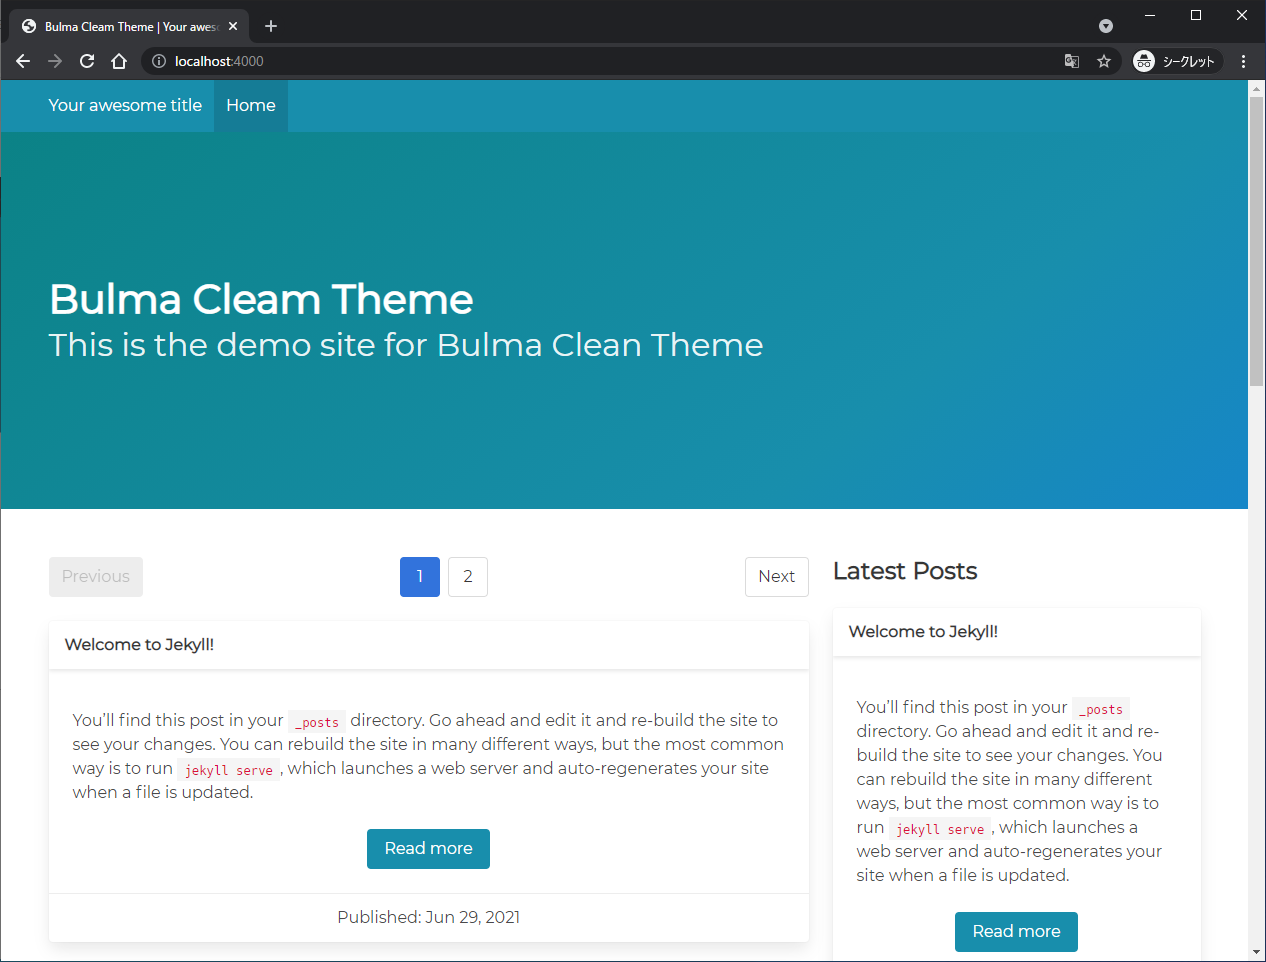 Bulma Cleam Theme | Your awes
localhost:4000
シークレット
Your awesome title
Home
Bulma Cleam Theme
This is the demo site for Bulma Clean Theme
Previous
1
2
Next
Welcome to Jekyll!
You’ll find this post in your _posts directory. Go ahead and edit it and re-build the site to
see your changes. You can rebuild the site in many different ways, but the most common
way is to run jekyll serve , which launches a web server and auto-regenerates your site
when a file is updated.
Read more
Published: Jun 29, 2021
Latest Posts
Welcome to Jekyll!
You’ll find this post in your _posts
directory. Go ahead and edit it and re-
build the site to see your changes. You
can rebuild the site in many different
ways, but the most common way is to
run jekyll serve , which launches a
web server and auto-regenerates your
site when a file is updated.
Read more